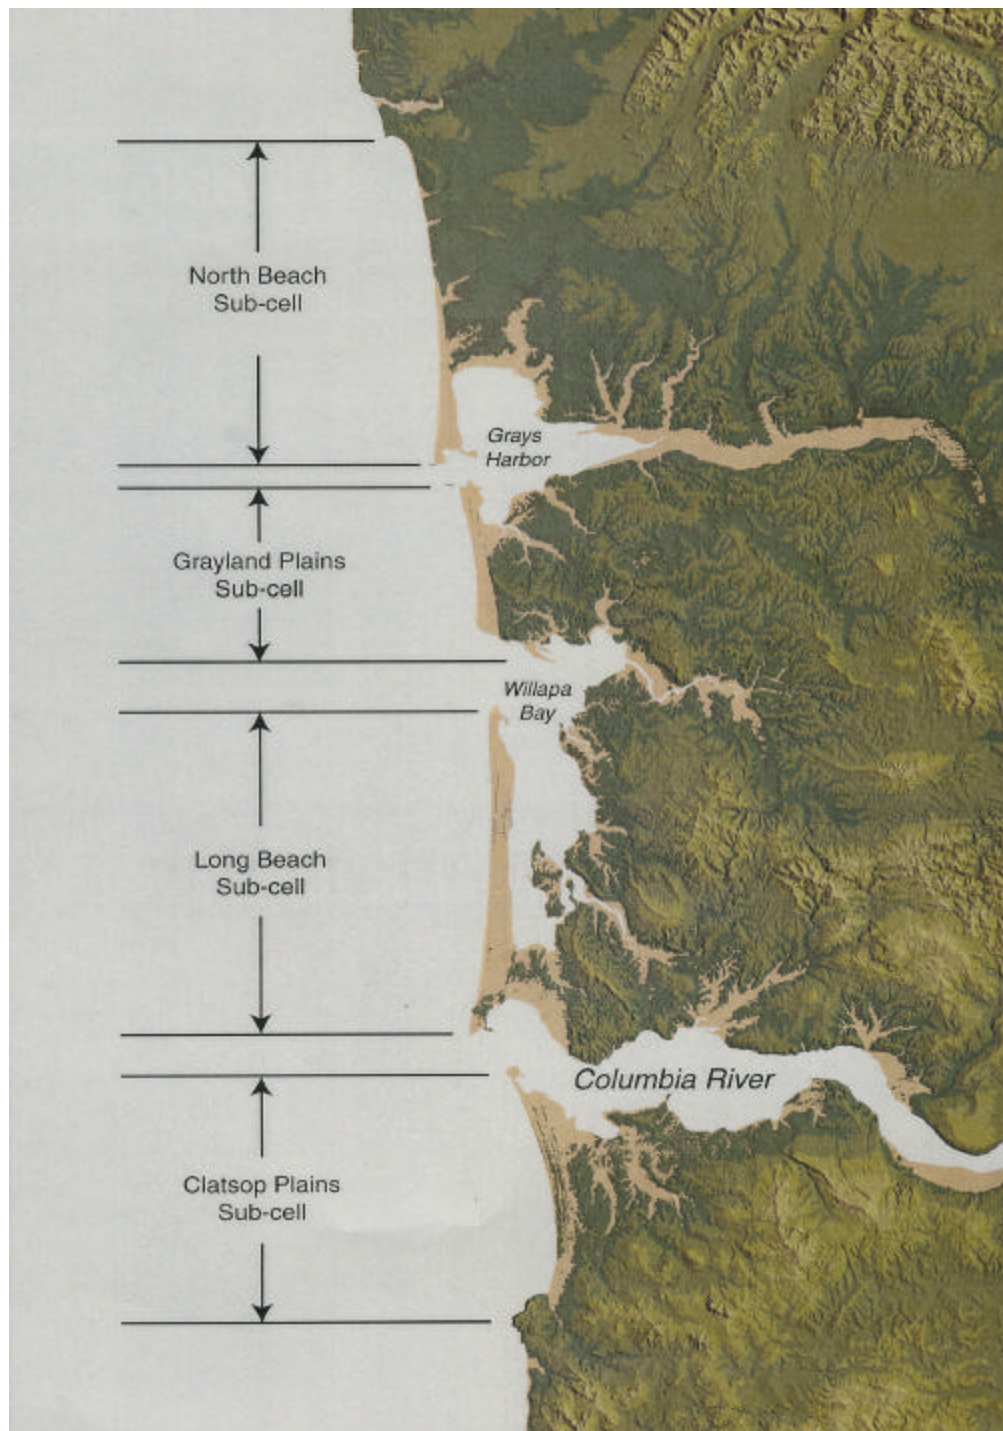 North Beach
Sub-cell
Grays
Harbor
Grayland Plains
Sub-cell
Willapa
Bay
Long Beach
Sub-cell
Columbia River
Clatsop Plains
Sub-cell